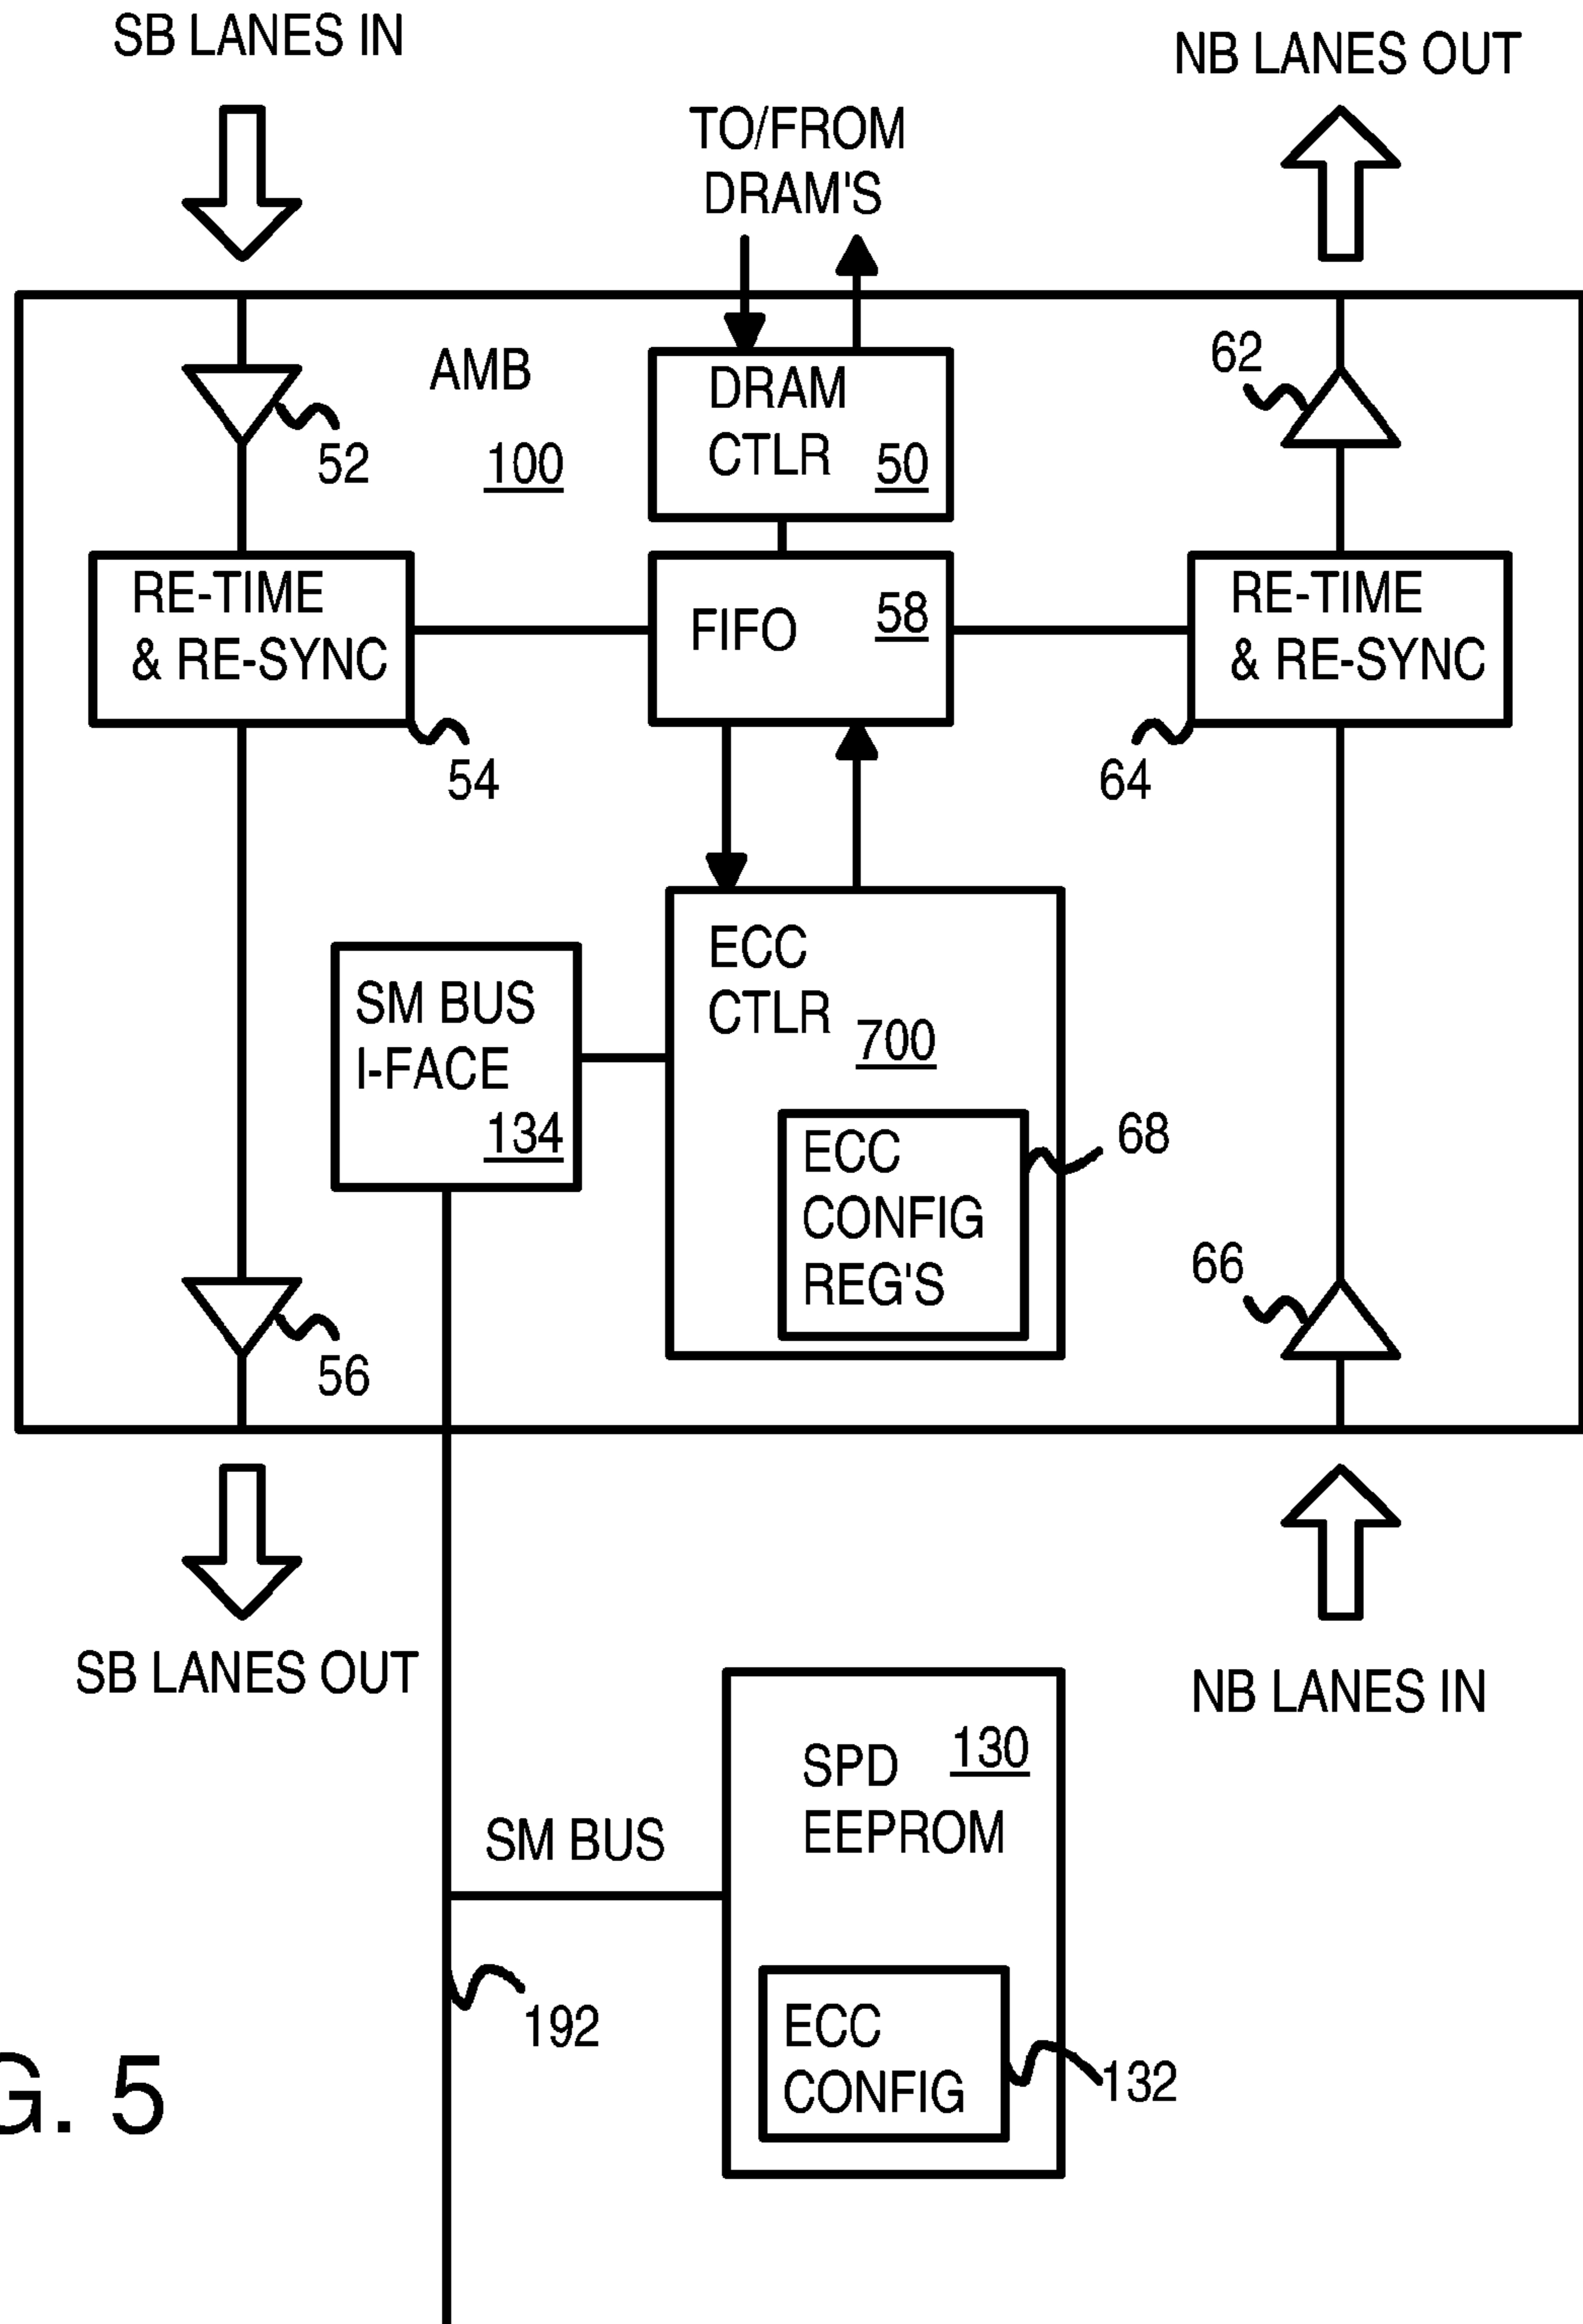 SB LANES IN
NB LANES OUT
TO/FROM
DRAM'S
AMB
100
52
DRAM
CTLR
50
62
RE-TIME
& RE-SYNC
54
FIFO
58
RE-TIME
& RE-SYNC
64
SM BUS
I-FACE
134
ECC
CTLR
700
ECC
CONFIG
REG'S
68
56
66
SB LANES OUT
NB LANES IN
SPD
EEPROM
130
SM BUS
192
ECC
CONFIG
132
G. 5